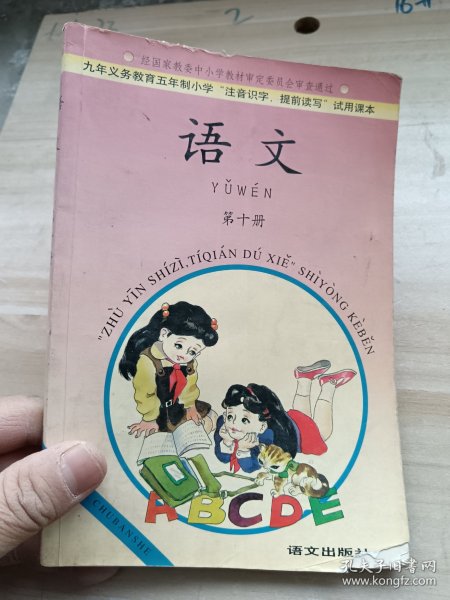 经国家教委中小学教材审定委员会审查通过
九年义务教育五年制小学“注音识字，提前读写”试用课本
语文
YǓWÉN
第十册
"ZHÙ YĪN SHÍZÌ, TÍQIÁN DÚ XIĚ" SHÌYÒNG KÈBĚN
ABCDE
CHUBANSHE
语文出版社
孔夫子旧书网
www.kongfz.com